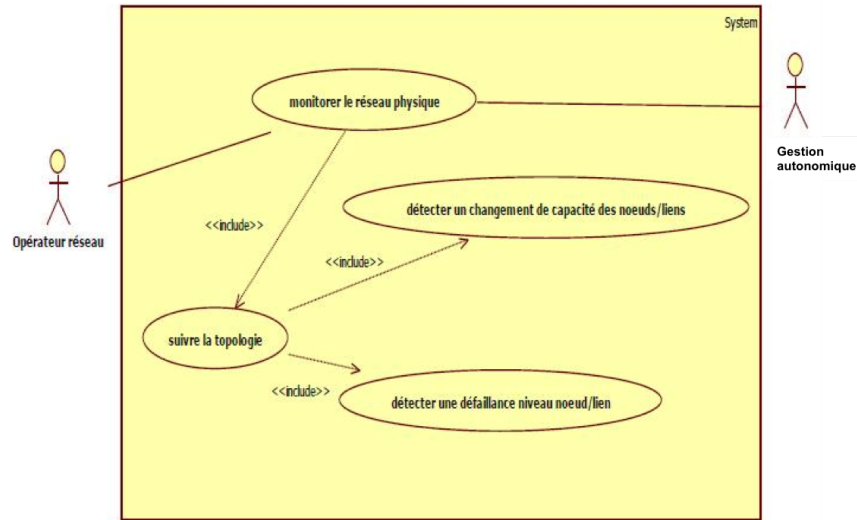 System
monitorer le réseau physique
Gestion
autonomique
détecter un changement de capacité des noeuds/liens
<<include>>
Opérateur réseau
<<include>>
suivre la topologie
<<include>>
détecter une défaillance niveau noeud/lien